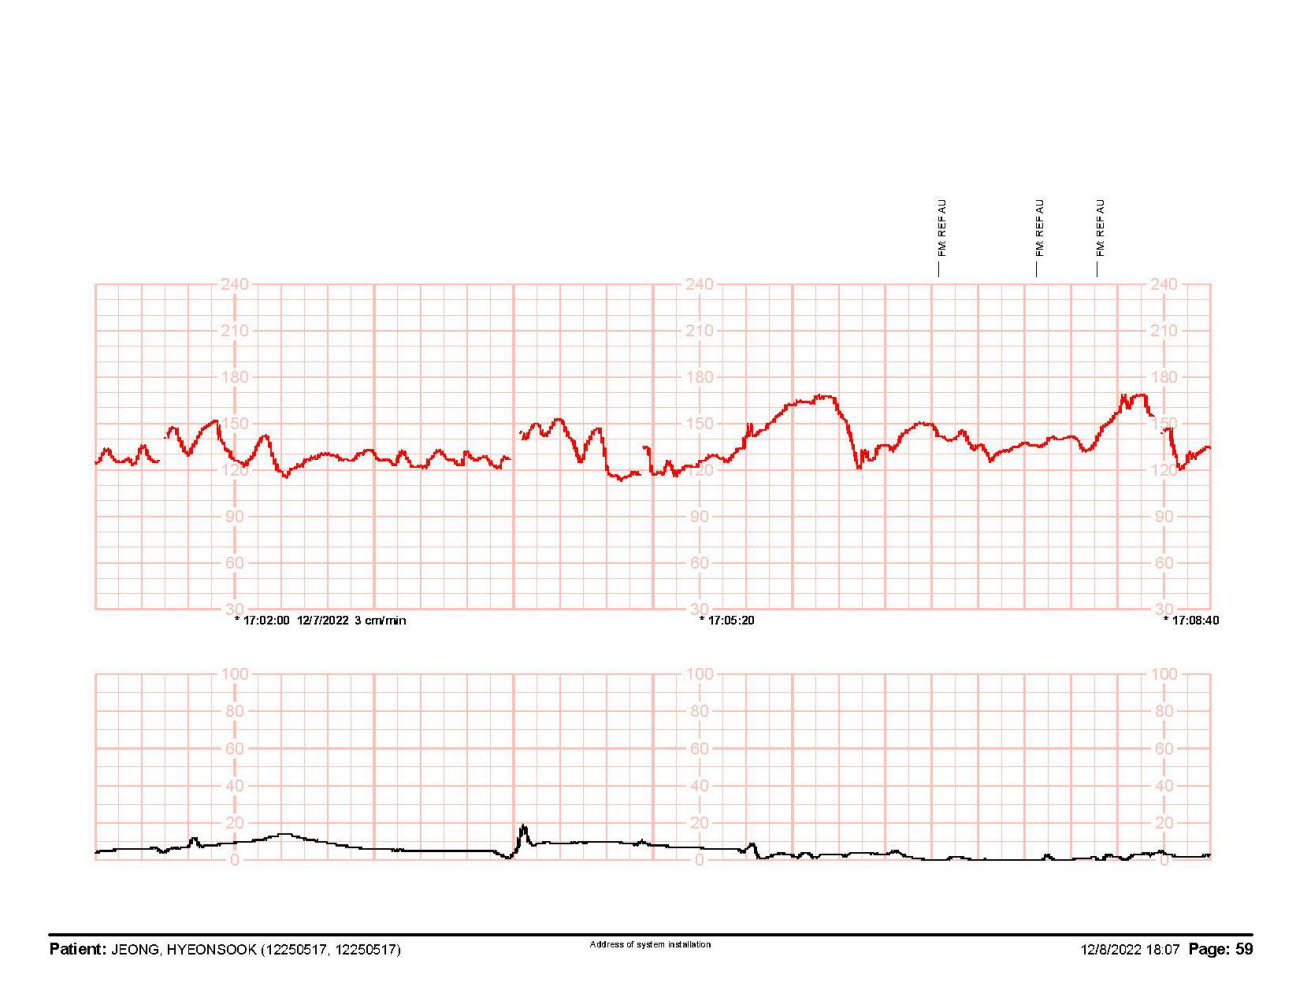 FM: REF AU
FM: REF AU
FM: REF AU
240 240 240
210 210 210
180 180 180
150 150 150
120 120 120
90 90 90
60 60 60
30 30 30
* 17:02:00 12/7/2022 3 cm/min * 17:05:20 * 17:08:40
100 100 100
80 80 80
60 60 60
40 40 40
20 20 20
0 0 0
Patient: JEONG, HYEONSOOK (12250517, 12250517) Address of system installation 12/8/2022 18:07 Page: 59